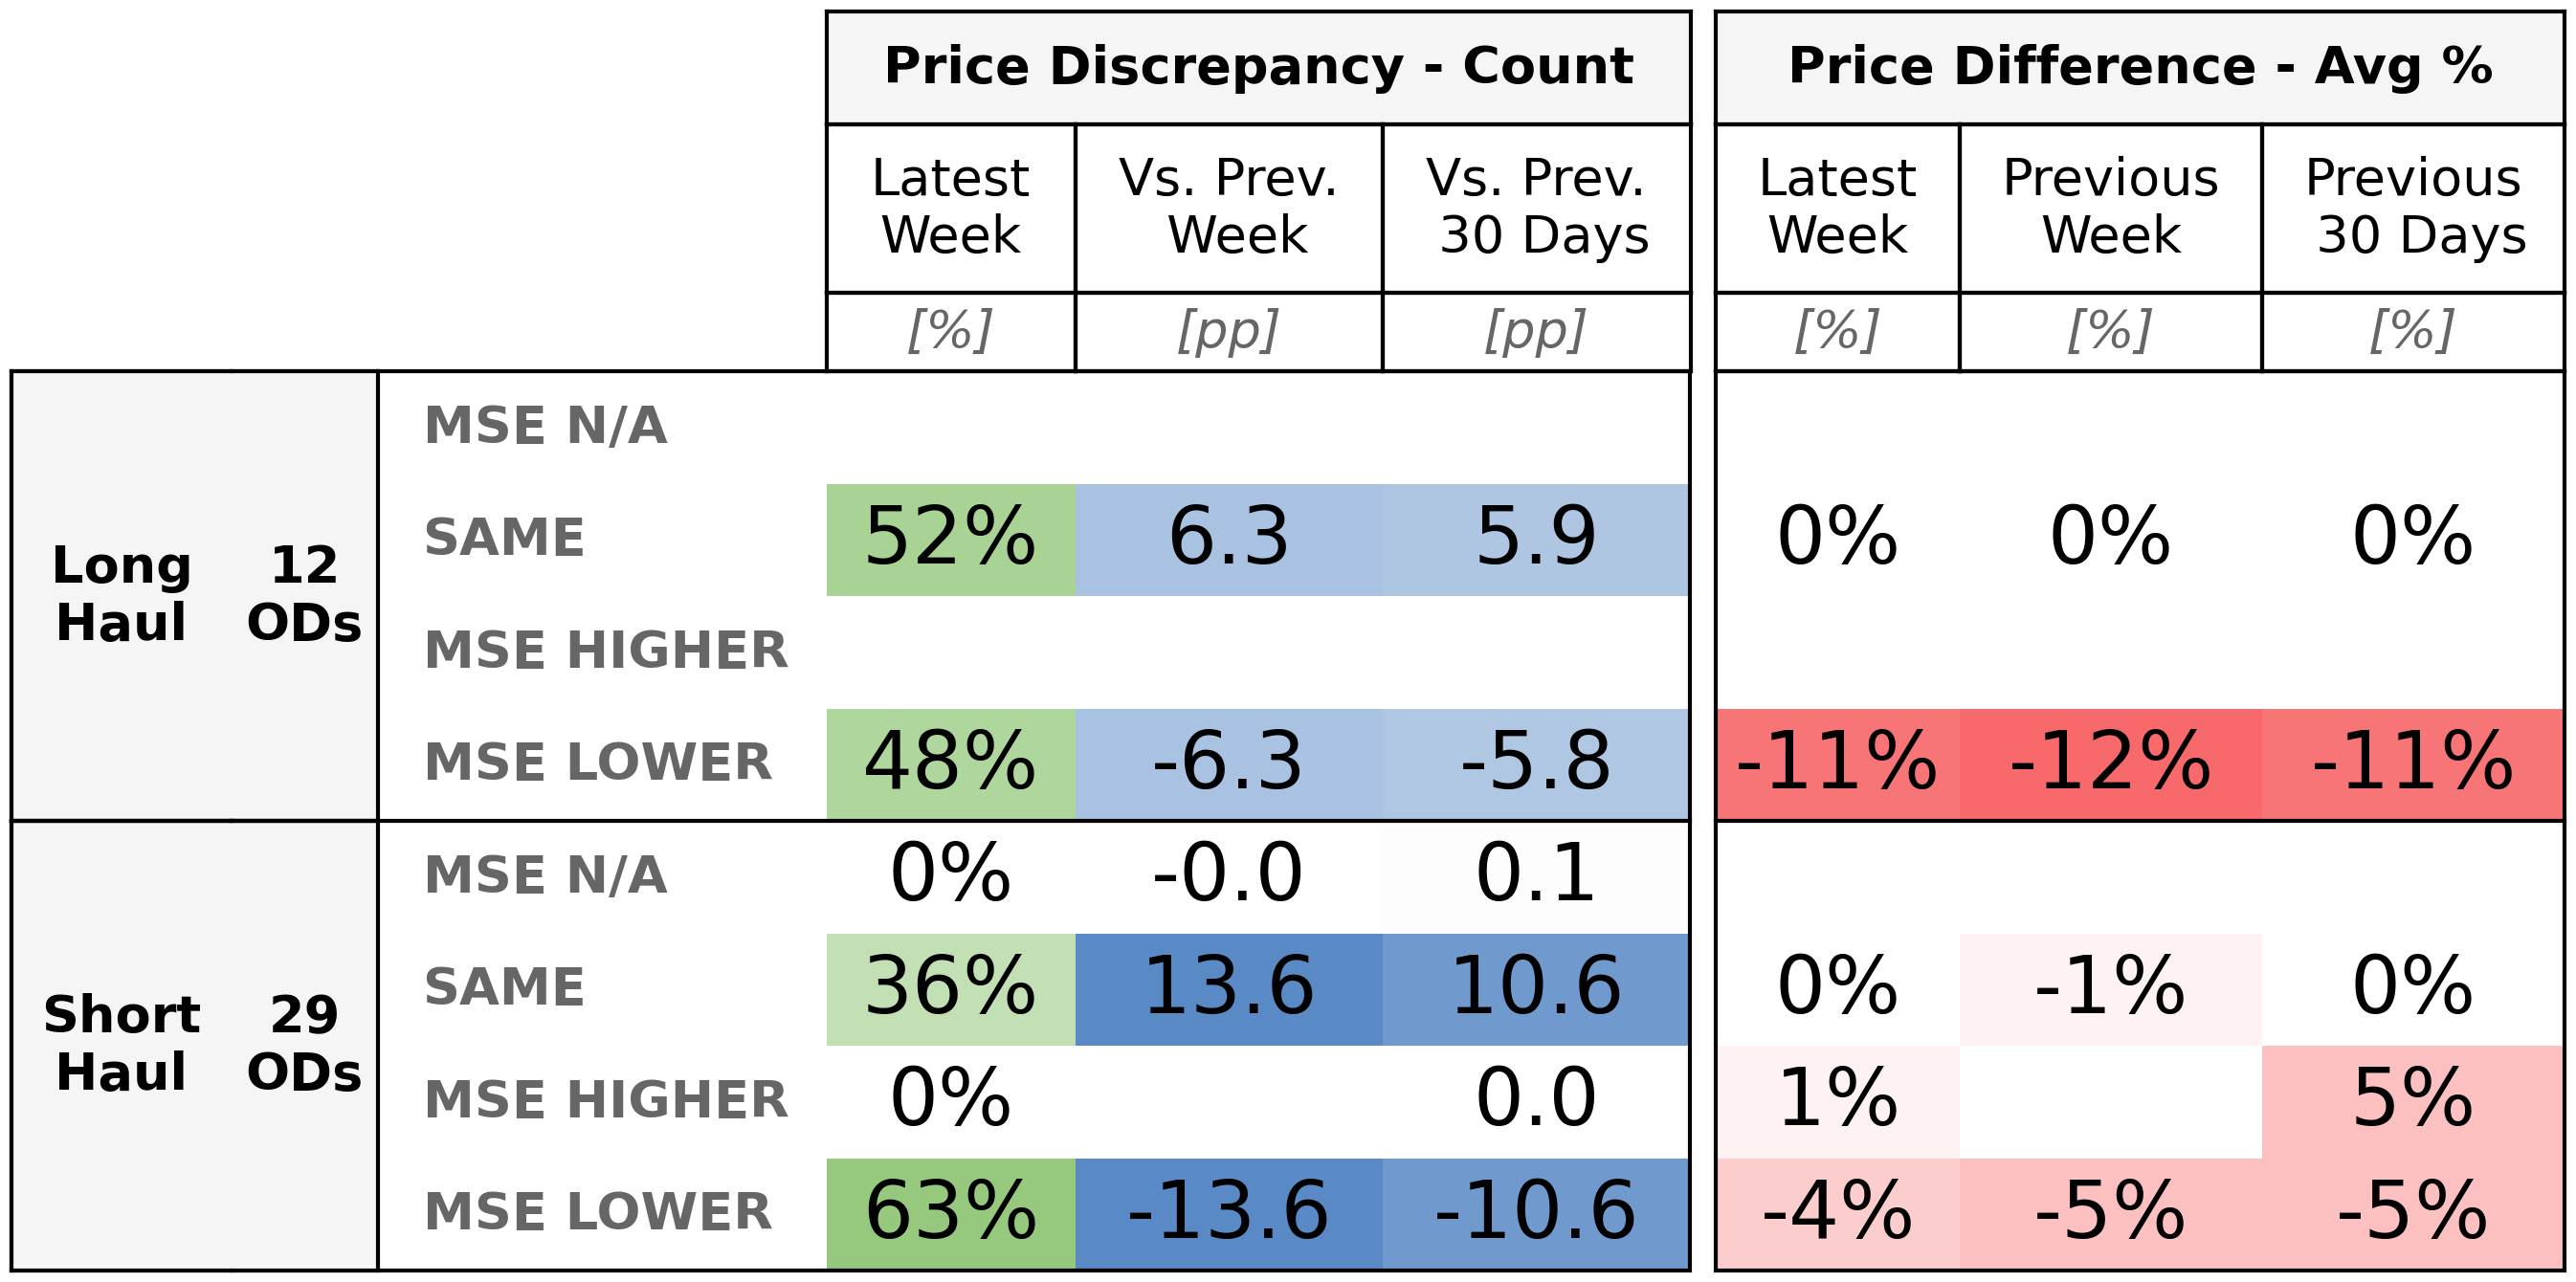 Price Discrepancy - Count Price Difference - Avg %
Latest Week Vs. Prev. Week Vs. Prev. 30 Days Latest Week Previous Week Previous 30 Days
[%] [pp] [pp] [%] [%] [%]
Long Haul 12 ODs
MSE N/A
SAME 52% 6.3 5.9 0% 0% 0%
MSE HIGHER
MSE LOWER 48% -6.3 -5.8 -11% -12% -11%
Short Haul 29 ODs
MSE N/A 0% -0.0 0.1
SAME 36% 13.6 10.6 0% -1% 0%
MSE HIGHER 0% 0.0 1% 5%
MSE LOWER 63% -13.6 -10.6 -4% -5% -5%